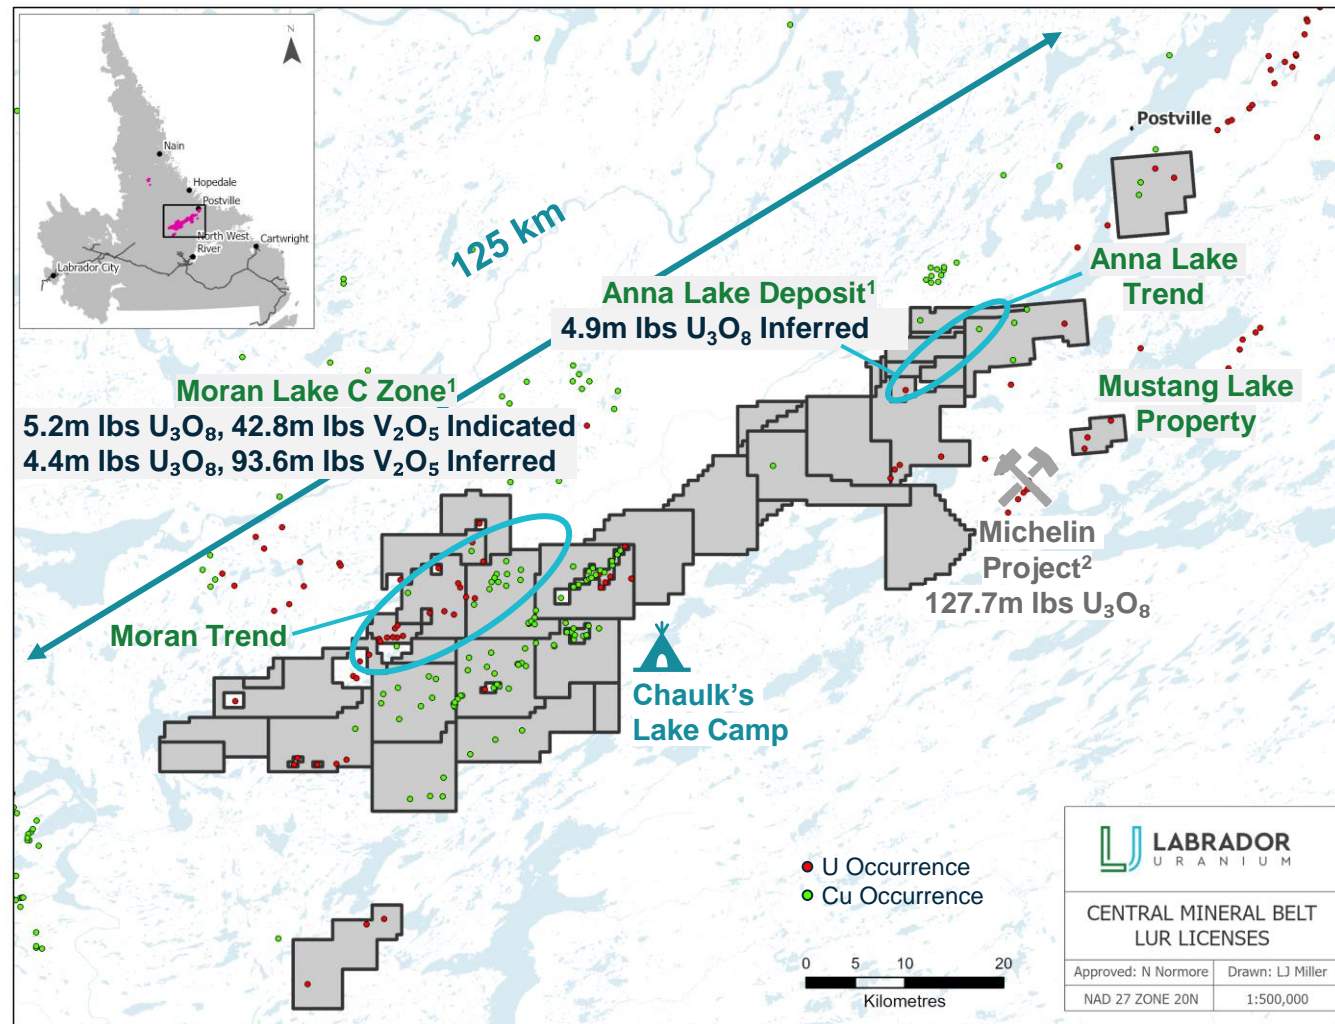 N
Nain
Hopedale
Postville
North West
River
Cartwright
Labrador City
Postville
125 km
Anna Lake
Trend
Anna Lake Deposit¹
4.9m lbs U₃O₈ Inferred
Moran Lake C Zone¹
5.2m lbs U₃O₈, 42.8m lbs V₂O₅ Indicated
4.4m lbs U₃O₈, 93.6m lbs V₂O₅ Inferred
Mustang Lake
Property
Michelin
Project²
127.7m lbs U₃O₈
Moran Trend
Chaulk's
Lake Camp
U Occurrence
Cu Occurrence
0 5 10 20
Kilometres
LABRADOR
URANIUM
CENTRAL MINERAL BELT
LUR LICENSES
Approved: N Normore
Drawn: LJ Miller
NAD 27 ZONE 20N
1:500,000